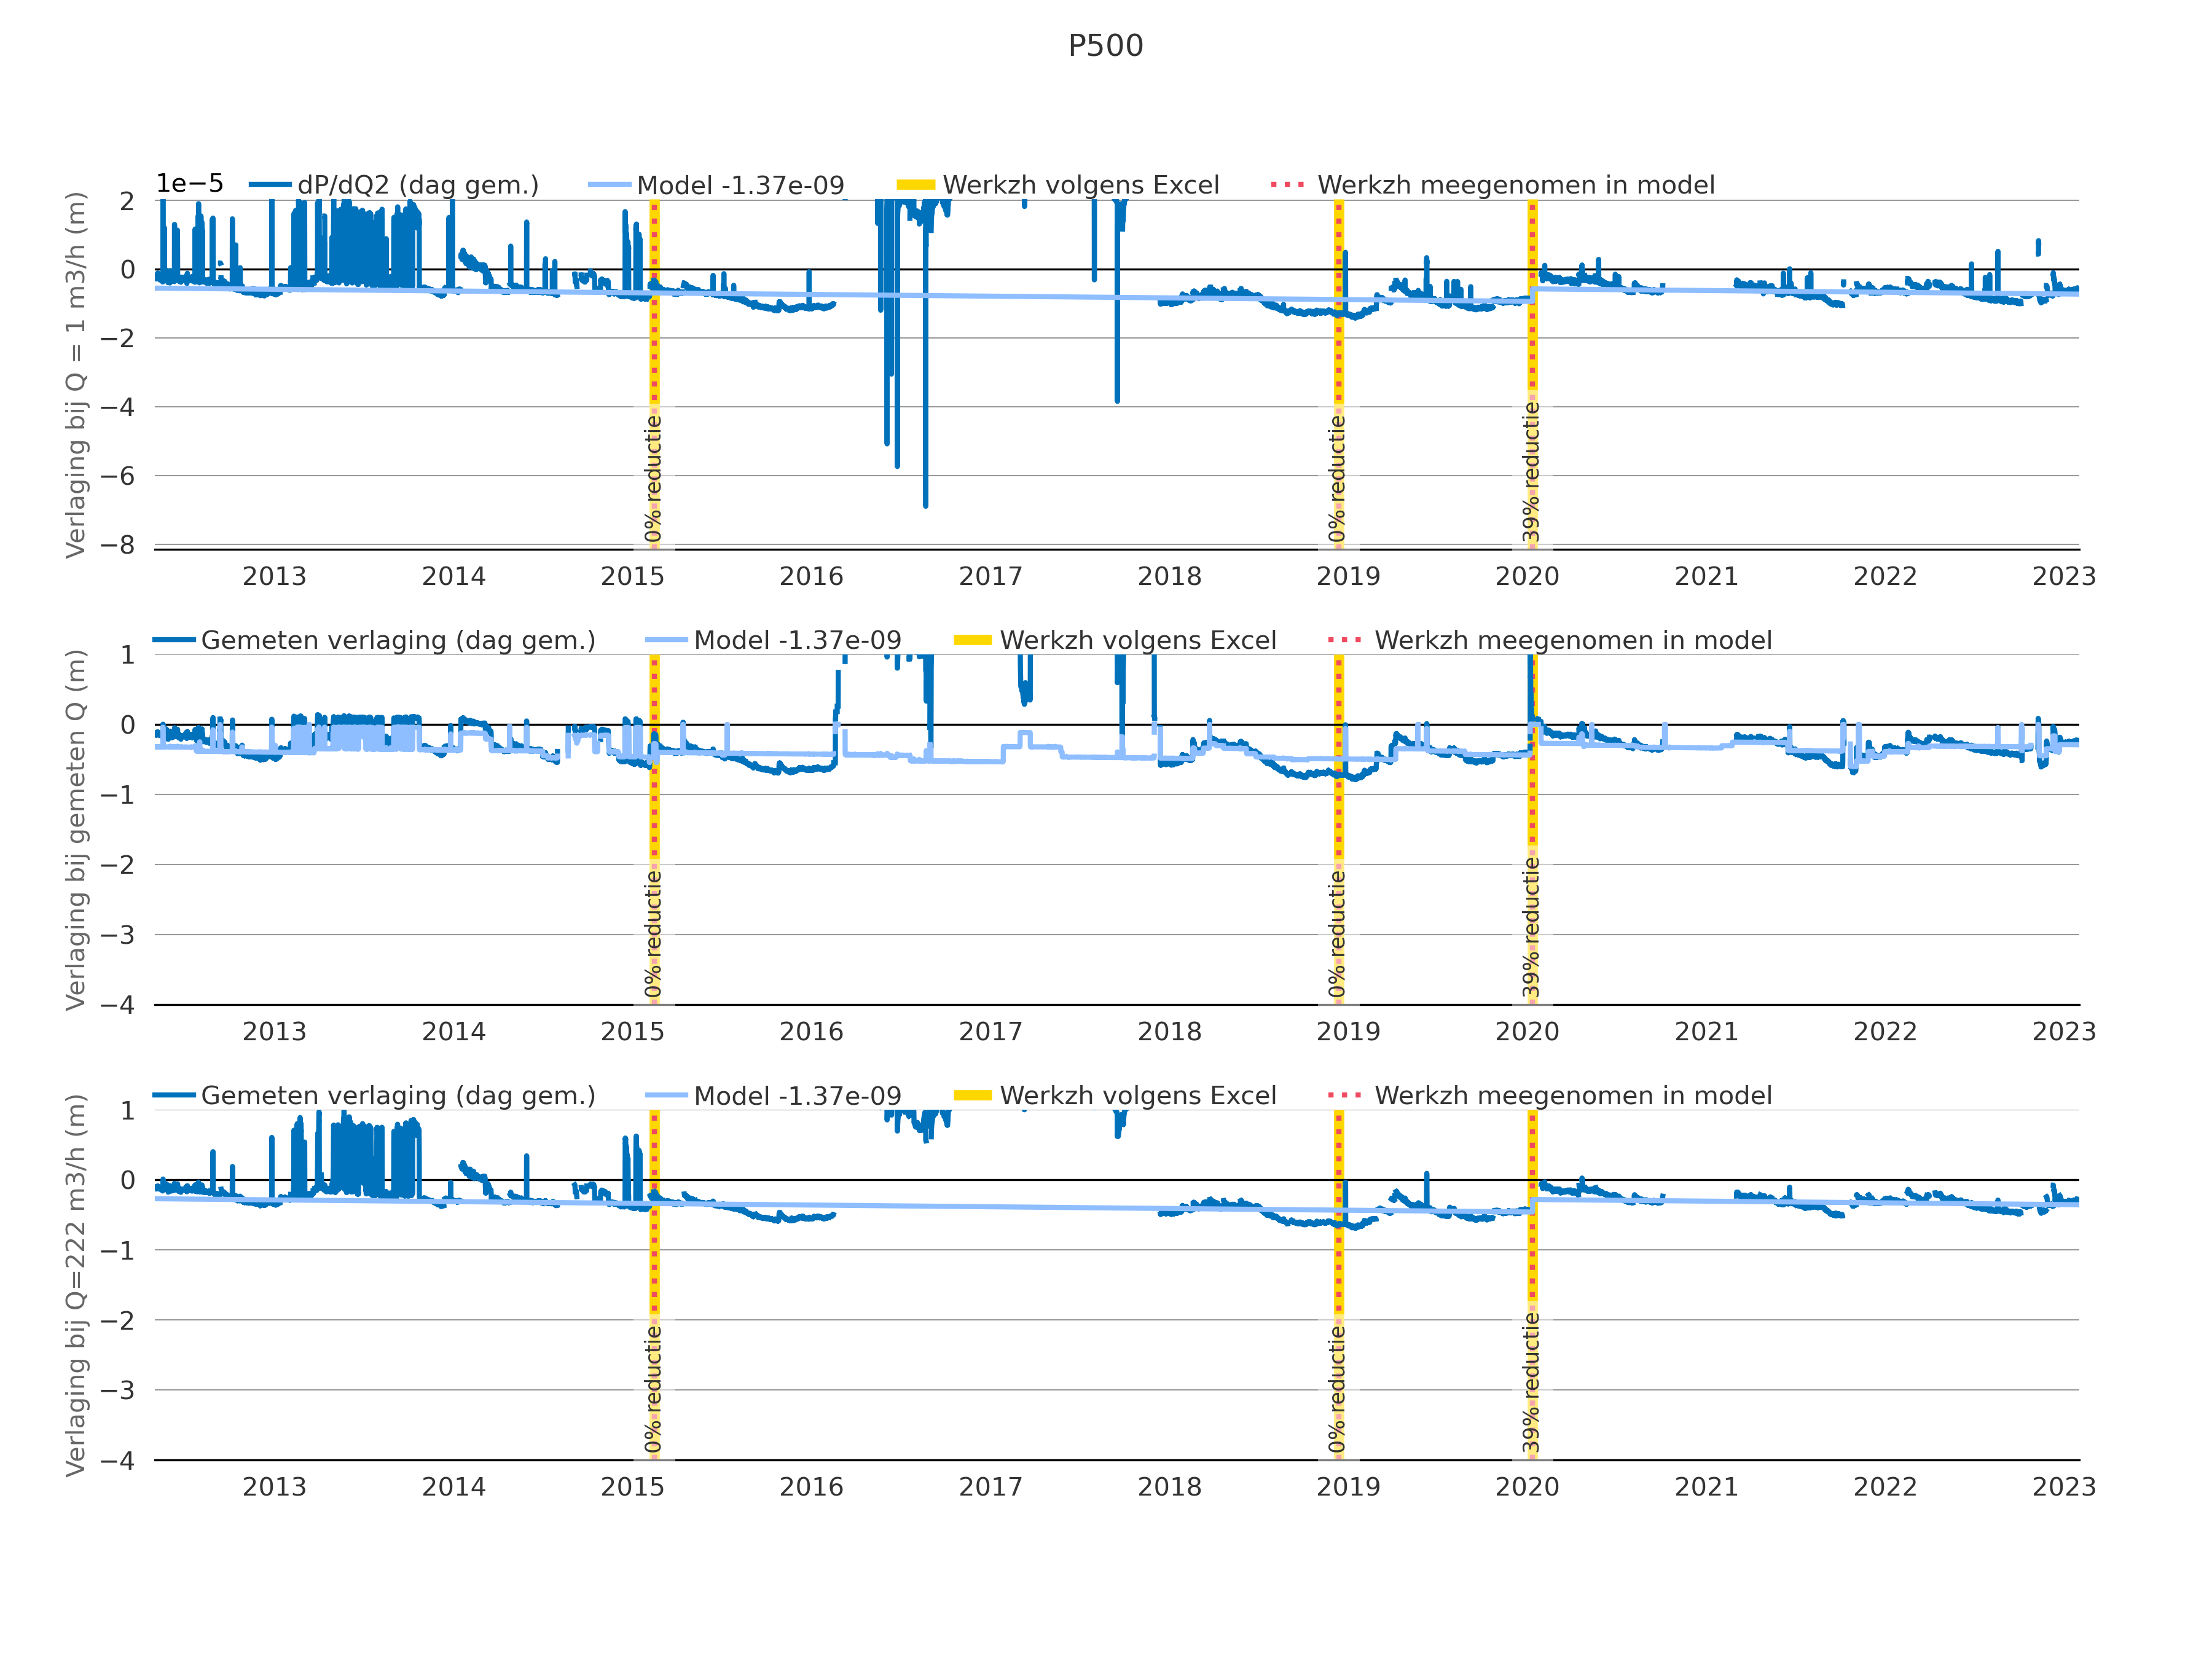 P500
1e−5
dP/dQ2 (dag gem.) Model -1.37e-09 Werkzh volgens Excel Werkzh meegenomen in model
Verlaging bij Q = 1 m3/h (m)
2
0
−2
−4
−6
−8
0% reductie
0% reductie
39% reductie
2013 2014 2015 2016 2017 2018 2019 2020 2021 2022 2023
Gemeten verlaging (dag gem.) Model -1.37e-09 Werkzh volgens Excel Werkzh meegenomen in model
Verlaging bij gemeten Q (m)
1
0
−1
−2
−3
−4
0% reductie
0% reductie
39% reductie
2013 2014 2015 2016 2017 2018 2019 2020 2021 2022 2023
Gemeten verlaging (dag gem.) Model -1.37e-09 Werkzh volgens Excel Werkzh meegenomen in model
Verlaging bij Q=222 m3/h (m)
1
0
−1
−2
−3
−4
0% reductie
0% reductie
39% reductie
2013 2014 2015 2016 2017 2018 2019 2020 2021 2022 2023